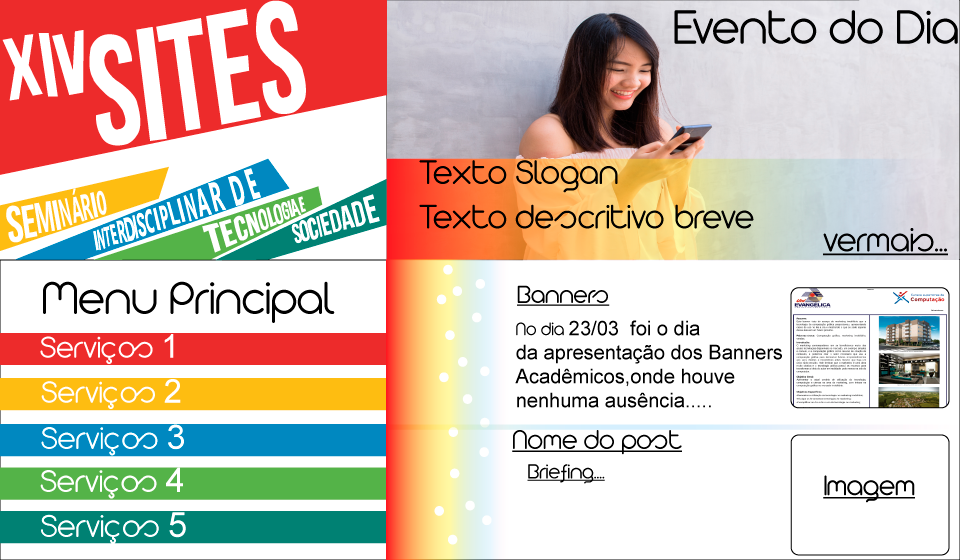 XIV SITES
SEMINÁRIO
INTERDISCIPLINAR DE
TECNOLOGIA E
SOCIEDADE
Evento do Dia
Texto Slogan
Texto descritivo breve
vermais...
Menu Principal
Serviços 1
Serviços 2
Serviços 3
Serviços 4
Serviços 5
Banners
No dia 23/03 foi o dia
da apresentação dos Banners
Acadêmicos,onde houve
nenhuma ausência.....
EVANGÉLICA
Computação
Nome do post
Briefing....
Imagem